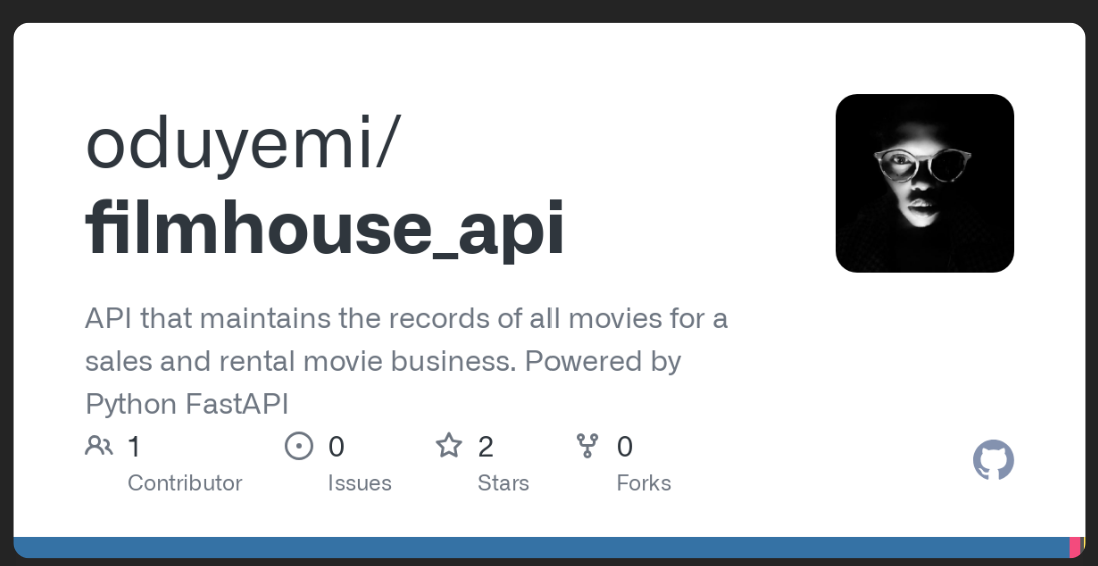 oduyemi/
filmhouse_api
API that maintains the records of all movies for a
sales and rental movie business. Powered by
Python FastAPI
1 0 2 0
Contributor Issues Stars Forks